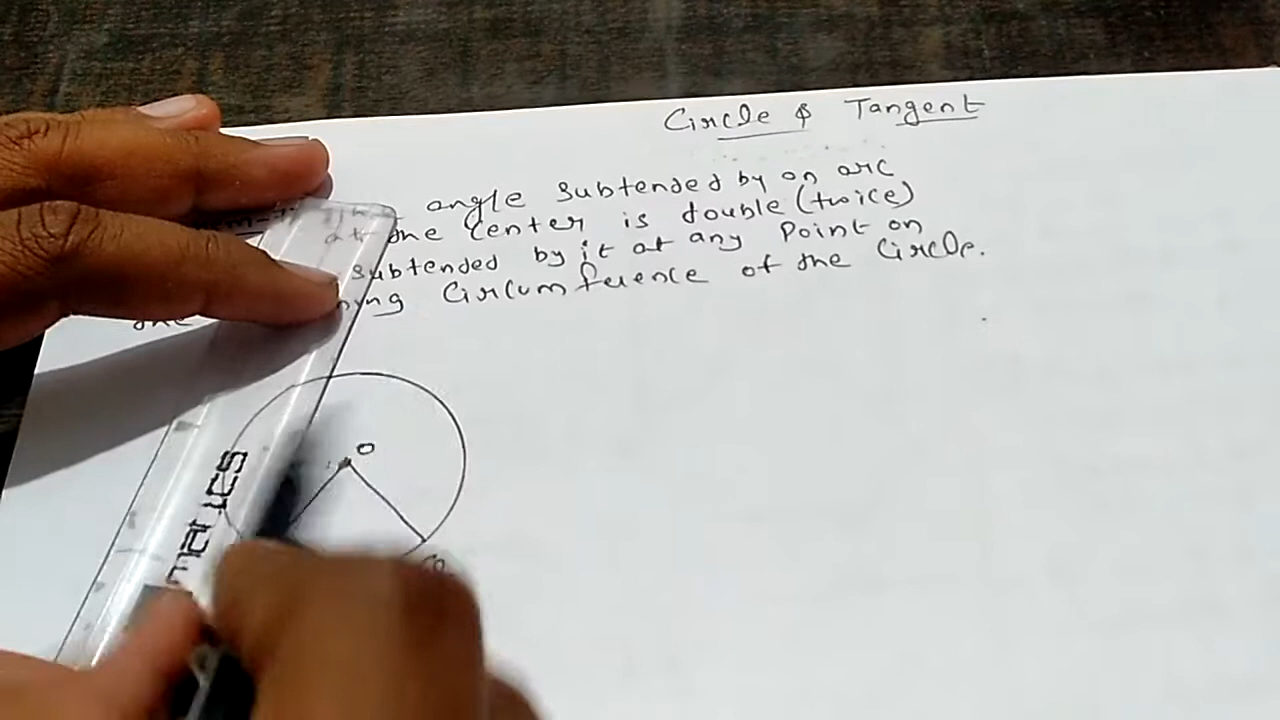 Circle & Tangent
angle subtended by an arc
at the center is double (twice)
subtended by it at any point on
Circumference of the Circle.
O